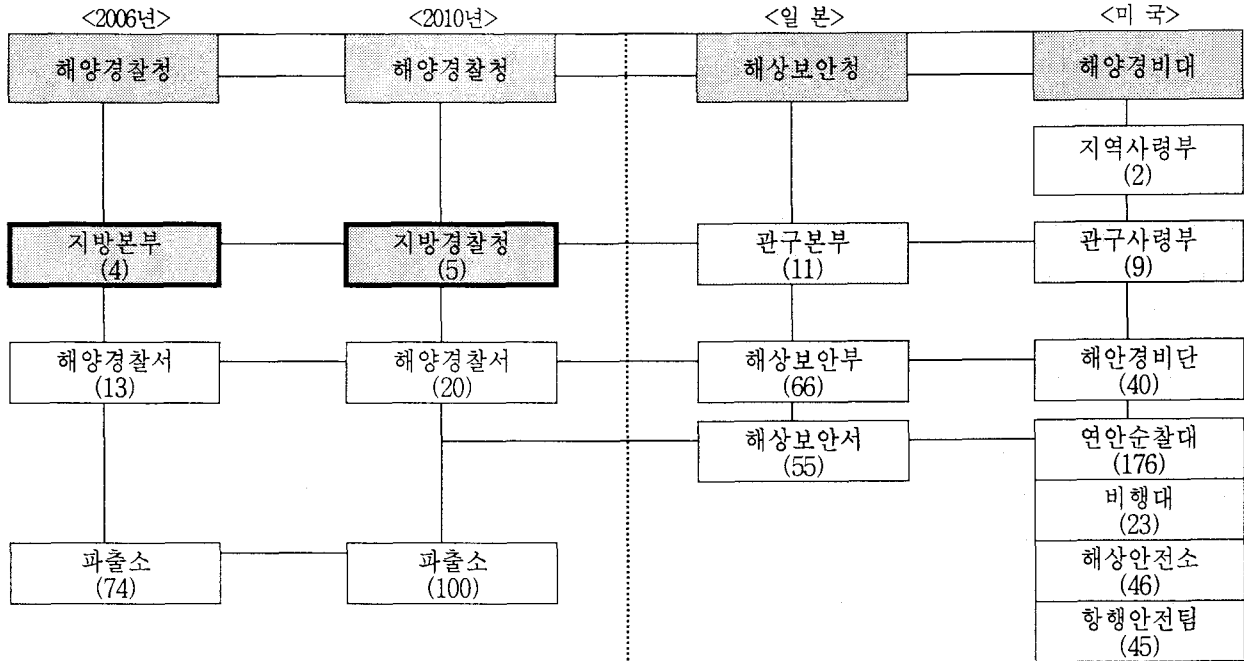 <2006년>
<2010년>
<일 본>
<미 국>
해양경찰청
해양경찰청
해상보안청
해양경비대
지역사령부
(2)
지방본부
(4)
지방경찰청
(5)
관구본부
(11)
관구사령부
(9)
해양경찰서
(13)
해양경찰서
(20)
해상보안부
(66)
해안경비단
(40)
해상보안서
(55)
연안순찰대
(176)
비행대
(23)
파출소
(74)
파출소
(100)
해상안전소
(46)
항행안전팀
(45)